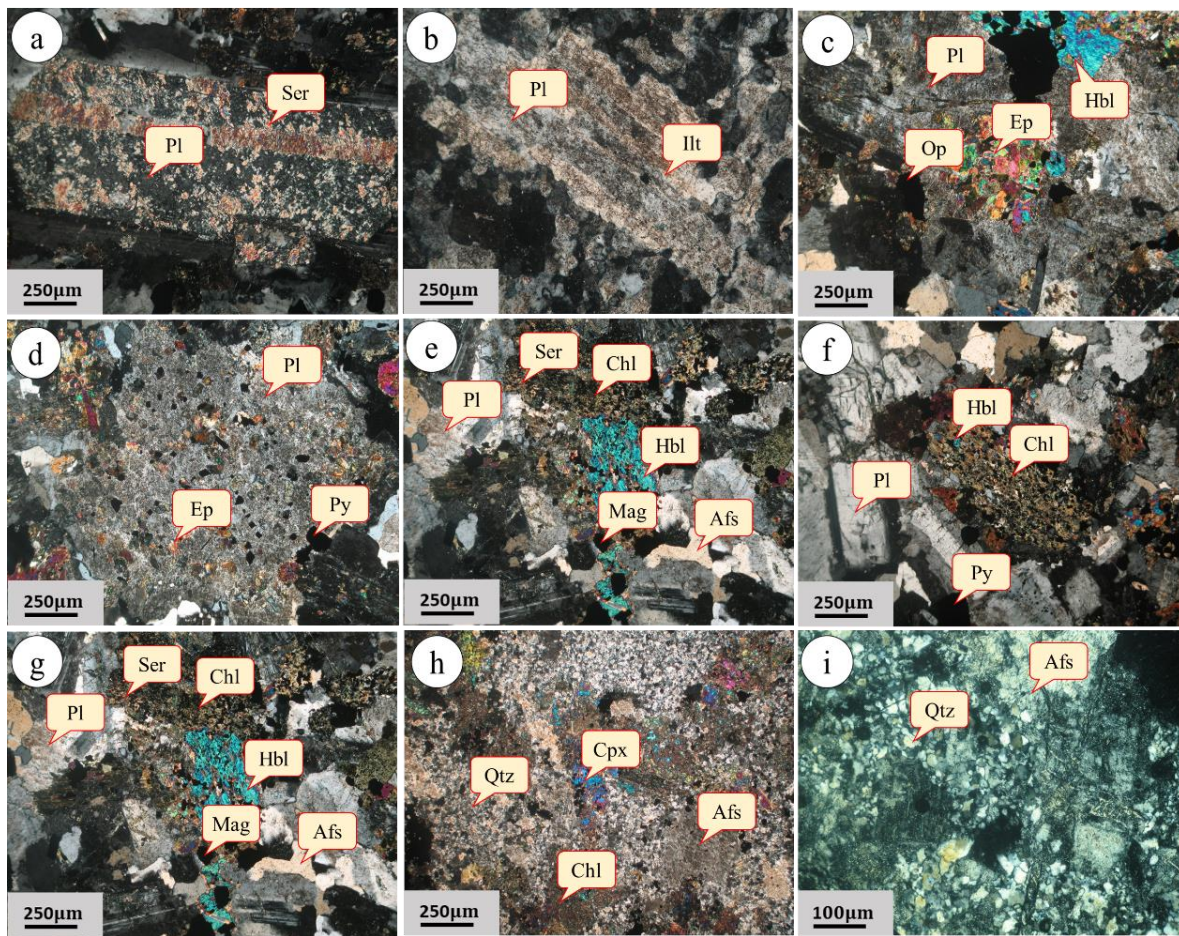 a
Ser
Pl
250µm
b
Pl
Ilt
250µm
c
Pl
Hbl
Ep
Op
250µm
d
Pl
Ep
Py
250µm
e
Ser
Chl
Pl
Hbl
Mag
Afs
250µm
f
Hbl
Chl
Pl
Py
250µm
g
Ser
Chl
Pl
Hbl
Mag
Afs
250µm
h
Cpx
Qtz
Afs
Chl
250µm
i
Afs
Qtz
100µm